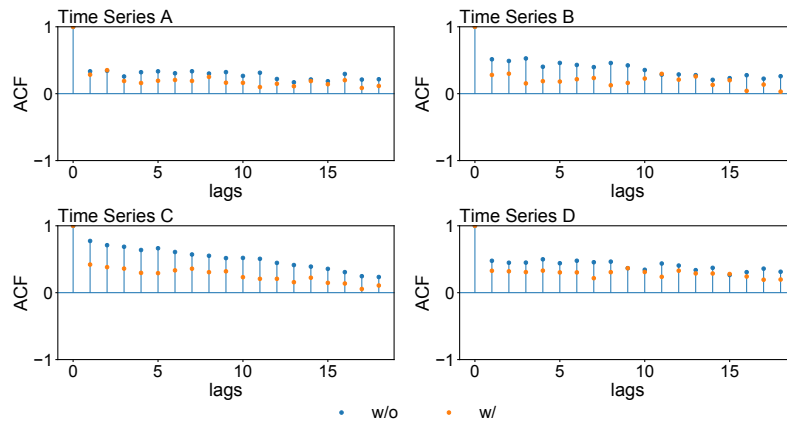 Time Series A
Time Series B
1
0
−1
ACF
0
5
10
15
lags
1
0
−1
ACF
0
5
10
15
lags
Time Series C
Time Series D
1
0
−1
ACF
0
5
10
15
lags
1
0
−1
ACF
0
5
10
15
lags
w/o
w/